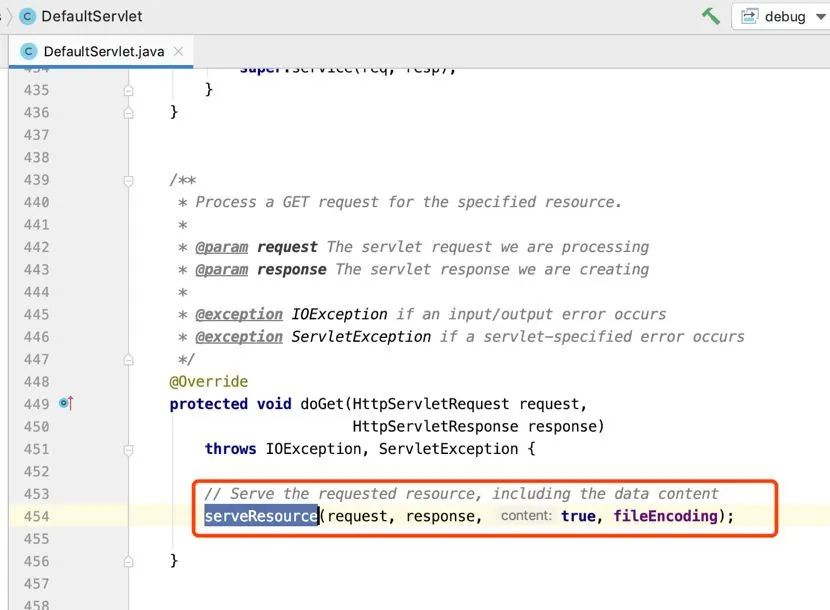 DefaultServlet
debug
DefaultServlet.java
434 super.service(req, resp);
435 }
436 }
437
438
439 /**
440 * Process a GET request for the specified resource.
441 *
442 * @param request The servlet request we are processing
443 * @param response The servlet response we are creating
444 *
445 * @exception IOException if an input/output error occurs
446 * @exception ServletException if a servlet-specified error occurs
447 */
448 @Override
449 protected void doGet(HttpServletRequest request,
450 HttpServletResponse response)
451 throws IOException, ServletException {
452
453 // Serve the requested resource, including the data content
454 serveResource(request, response, content: true, fileEncoding);
455
456 }
457
458